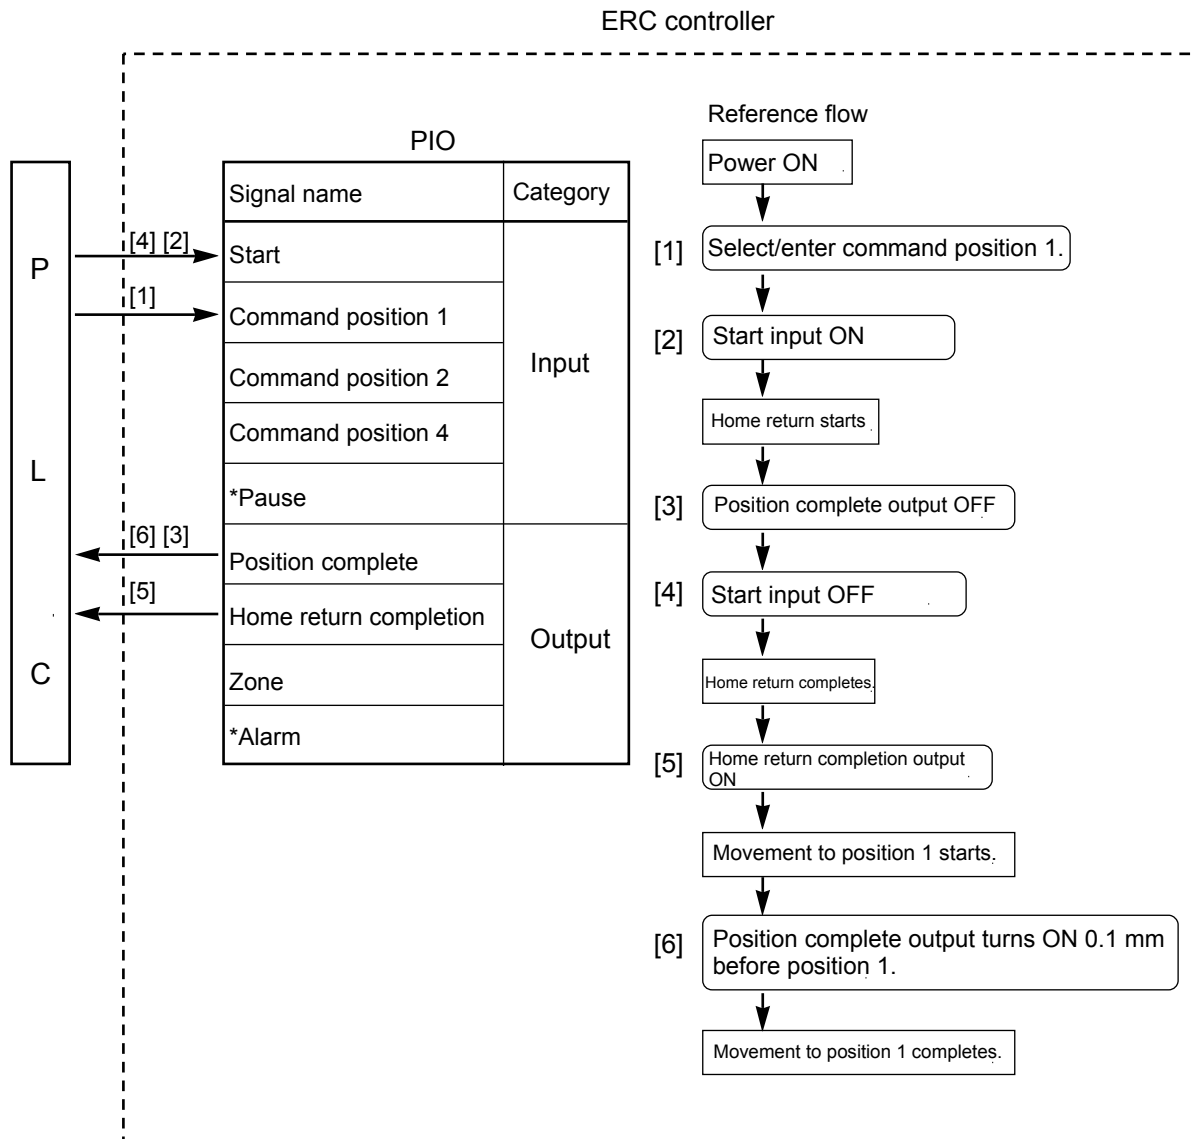 ERC controller
Reference flow
PIO
Power ON
Signal name
Category
[4] [2]
Start
[1]
Select/enter command position 1.
P
[1]
Command position 1
[2]
Start input ON
Input
Command position 2
Home return starts
Command position 4
L
*Pause
[3]
Position complete output OFF
[6] [3]
Position complete
[5]
[4]
Start input OFF
Home return completion
Output
C
Zone
Home return completes.
*Alarm
[5]
Home return completion output
ON
Movement to position 1 starts.
[6]
Position complete output turns ON 0.1 mm
before position 1.
Movement to position 1 completes.